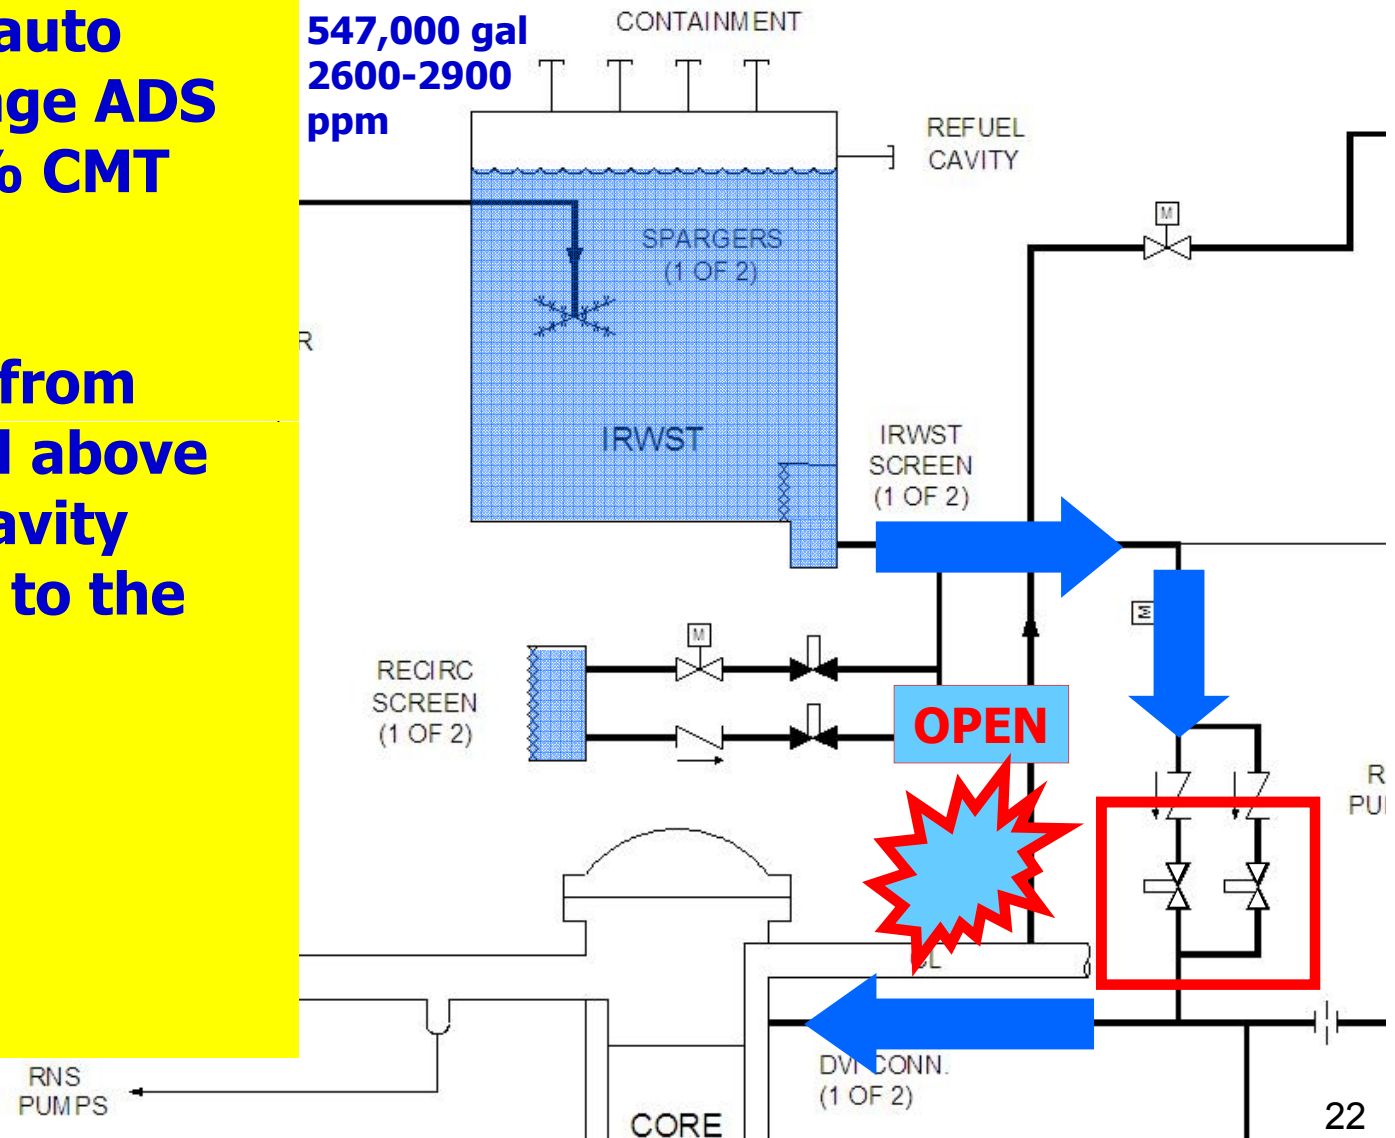 auto
ge ADS
% CMT
from
above
avity
to the
547,000 gal
2600-2900
ppm
CONTAINMENT
REFUEL
CAVITY
M
SPARGERS
(1 OF 2)
R
IRWST
IRWST
SCREEN
(1 OF 2)
M
M
RECIRC
SCREEN
(1 OF 2)
OPEN
R
PU
CL
DVI CONN.
(1 OF 2)
RNS
PUMPS
CORE
22